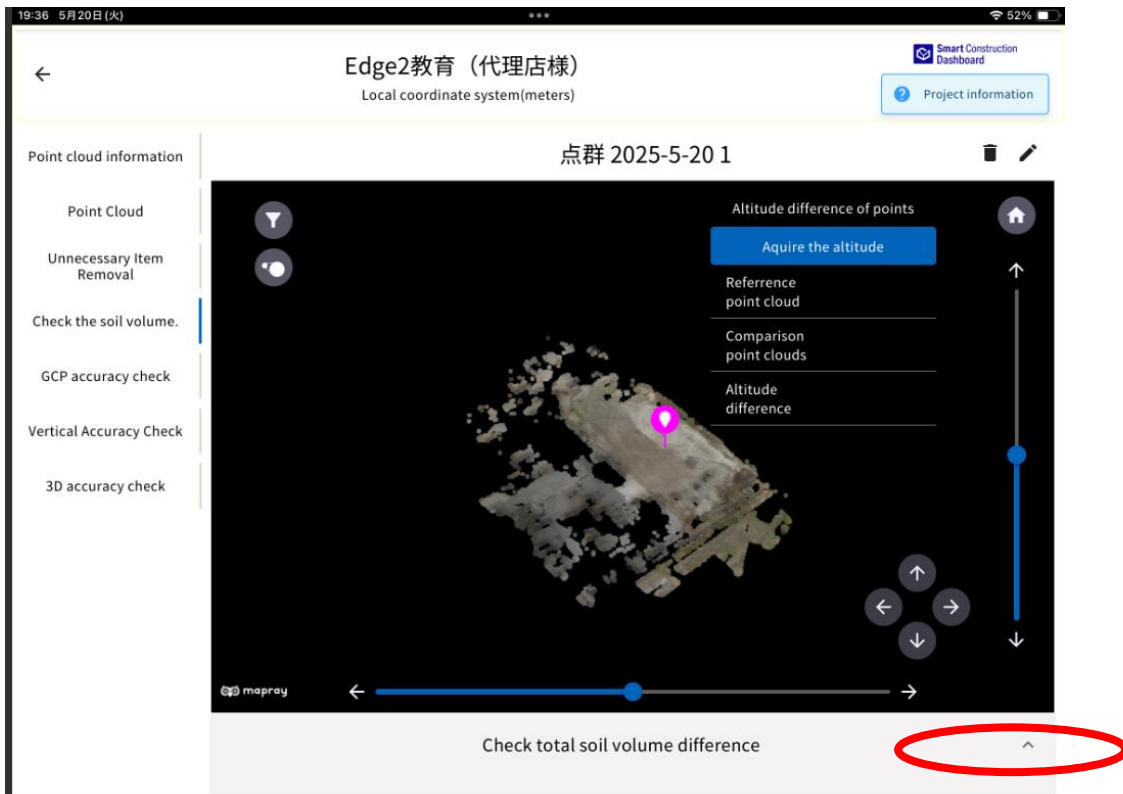 19:36 5月20日(火)
52%
Edge2教育（代理店様）
Local coordinate system(meters)
Smart Construction
Dashboard
Project information
Point cloud information
Point Cloud
Unnecessary Item
Removal
Check the soil volume.
GCP accuracy check
Vertical Accuracy Check
3D accuracy check
点群 2025-5-20 1
Altitude difference of points
Aquire the altitude
Referrence
point cloud
Comparison
point clouds
Altitude
difference
mapray
Check total soil volume difference